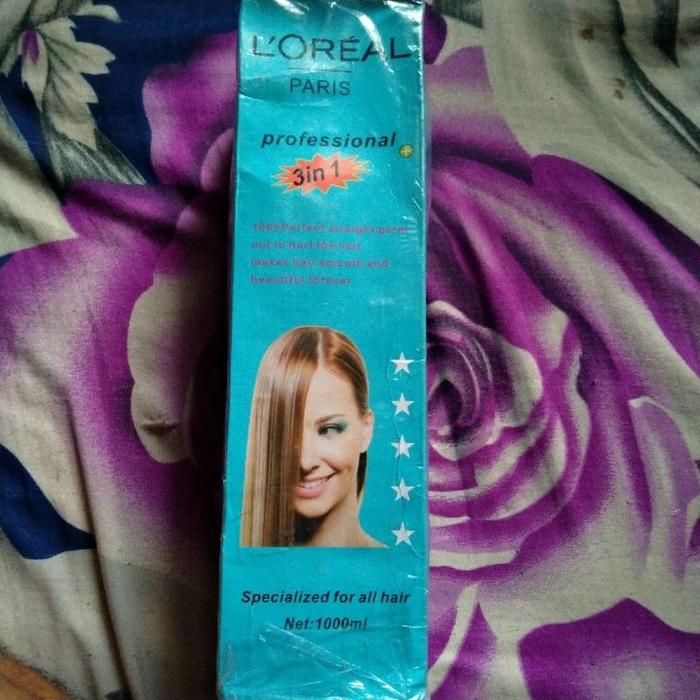 L'ORÉAL
PARIS
professional
3in1
100%Perfect straight perm
not to hurt the hair
makes hair smooth and
beautiful forever
Specialized for all hair
Net:1000ml